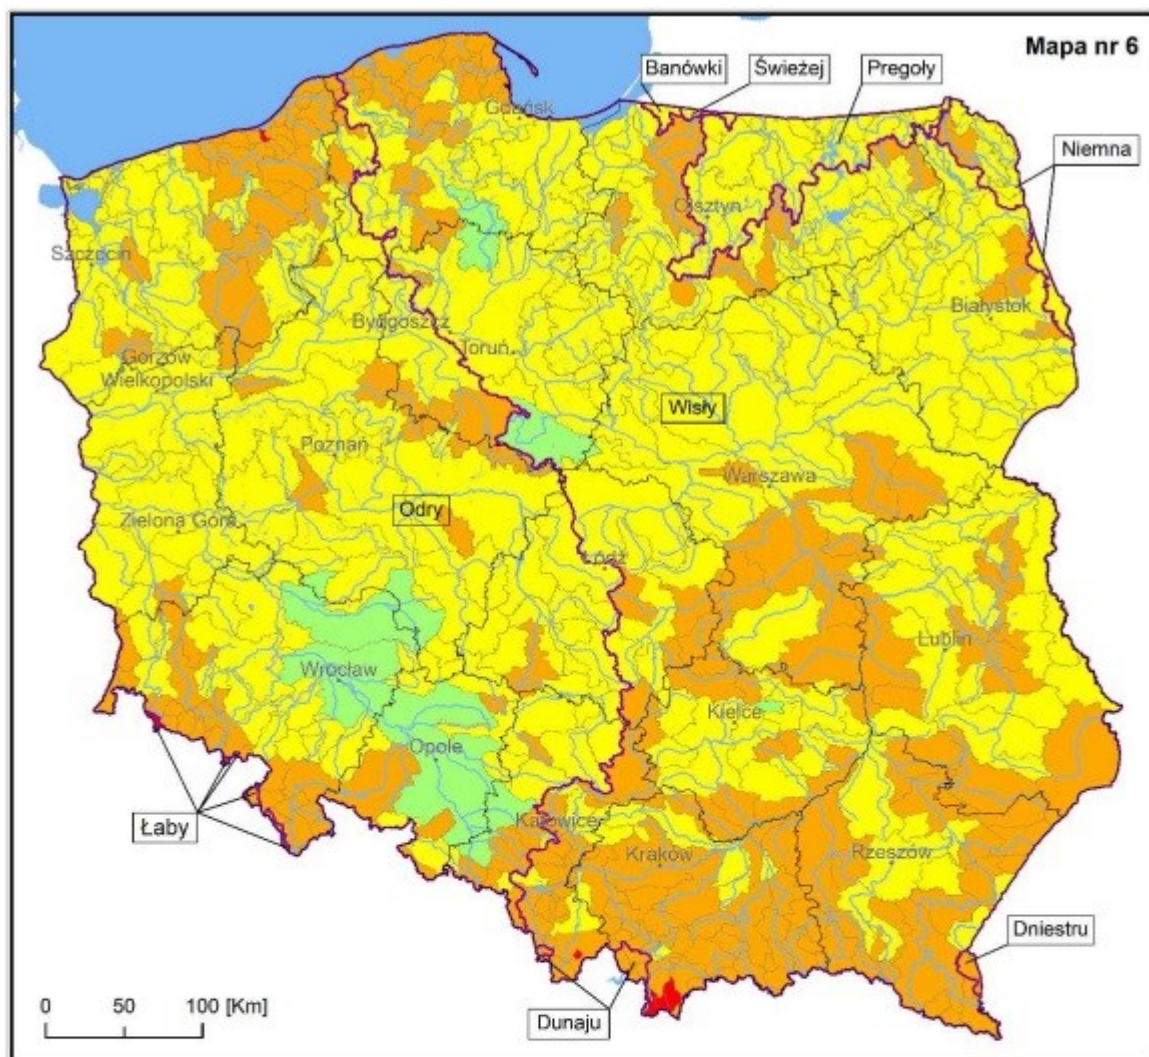 Mapa nr 6
Banówki
Świeżej
Pregoły
Gdańsk
Niemna
Olsztyn
Szczecin
Białystok
Bydgoszcz
Toruń
Gorzów
Wielkopolski
Wisły
Poznań
Warszawa
Odry
Zielona Góra
Łódź
Lublin
Wrocław
Kielce
Opole
Łaby
Katowice
Kraków
Rzeszów
Dniestru
0 50 100 [Km]
Dunaju